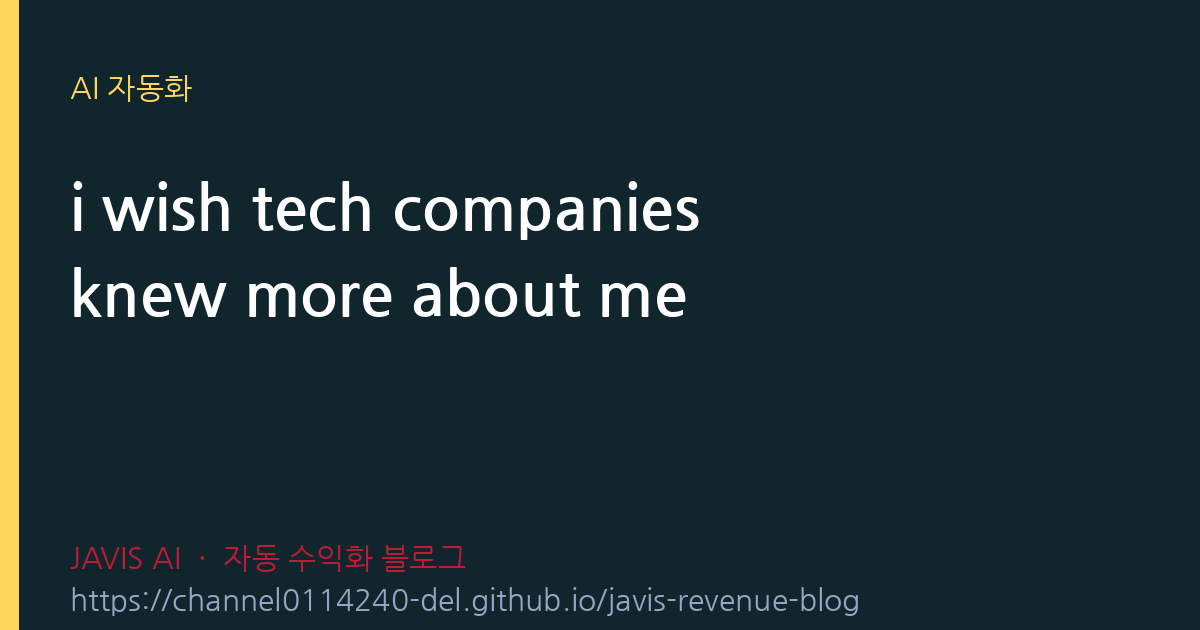 AI 자동화
i wish tech companies
knew more about me
JAVIS AI · 자동 수익화 블로그
https://channel0114240-del.github.io/javis-revenue-blog